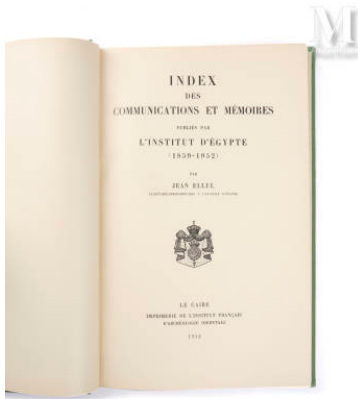 M
INDEX
DES
COMMUNICATIONS ET MÉMOIRES
PUBLIÉS PAR
L'INSTITUT D'ÉGYPTE
(1859-1952)
PAR
JEAN ELLUL
LE CAIRE
IMPRIMERIE DE L'INSTITUT FRANÇAIS
D'ARCHÉOLOGIE ORIENTALE